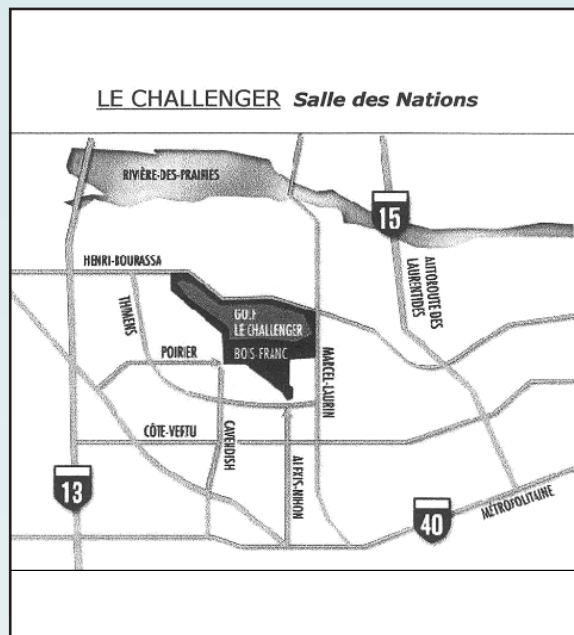 LE CHALLENGER Salle des Nations
RIVIÈRE-DES-PRAIRIES
15
HENRI-BOURASSA
AUTOROUTE DES
LAURENTIDES
THIMENS
GOLF
LE CHALLENGER
BOIS-FRANC
POIRIER
MARCEL-LAURIN
CÔTE-VERTU
CAVENDISH
ALEXIS-NIHON
13
40
MÉTROPOLITAINE